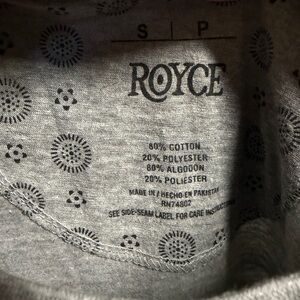 S | P
ROYCE
80% COTTON
20% POLYESTER
80% ALGODON
20% POLIESTER
MADE IN / HECHO EN PAKISTAN
RN74802
SEE SIDE-SEAM LABEL FOR CARE INSTRUCTIONS